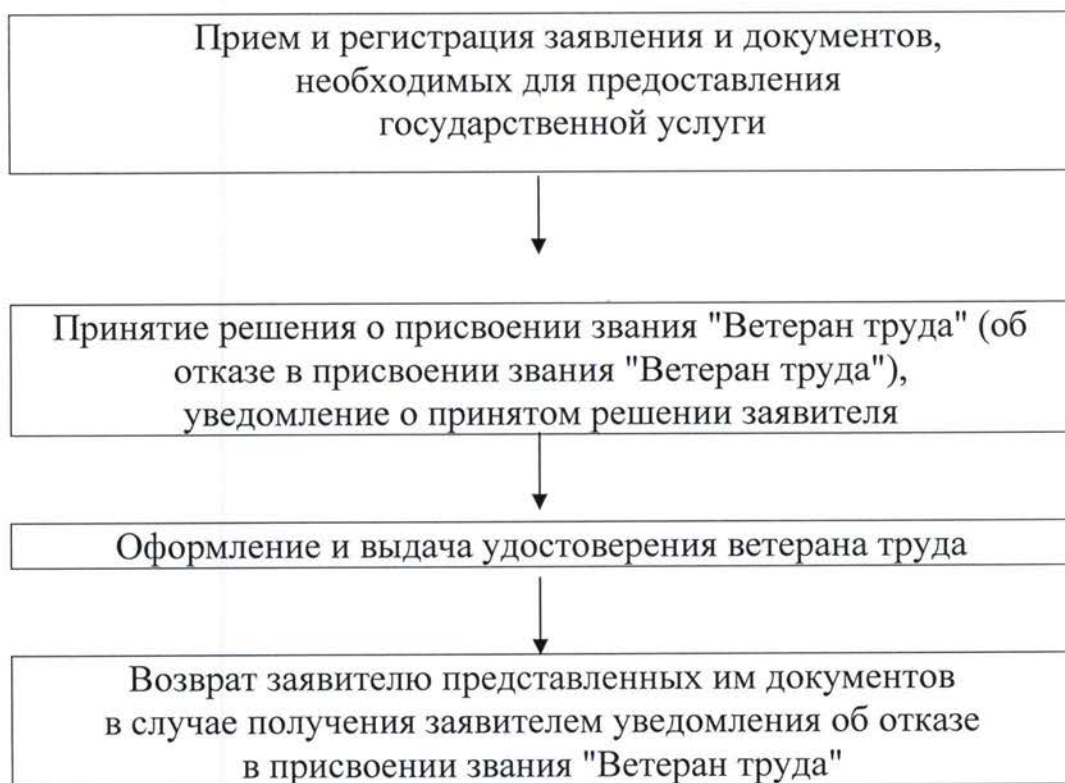 Прием и регистрация заявления и документов,
необходимых для предоставления
государственной услуги
Принятие решения о присвоении звания "Ветеран труда" (об
отказе в присвоении звания "Ветеран труда"),
уведомление о принятом решении заявителя
Оформление и выдача удостоверения ветерана труда
Возврат заявителю представленных им документов
в случае получения заявителем уведомления об отказе
в присвоении звания "Ветеран труда"